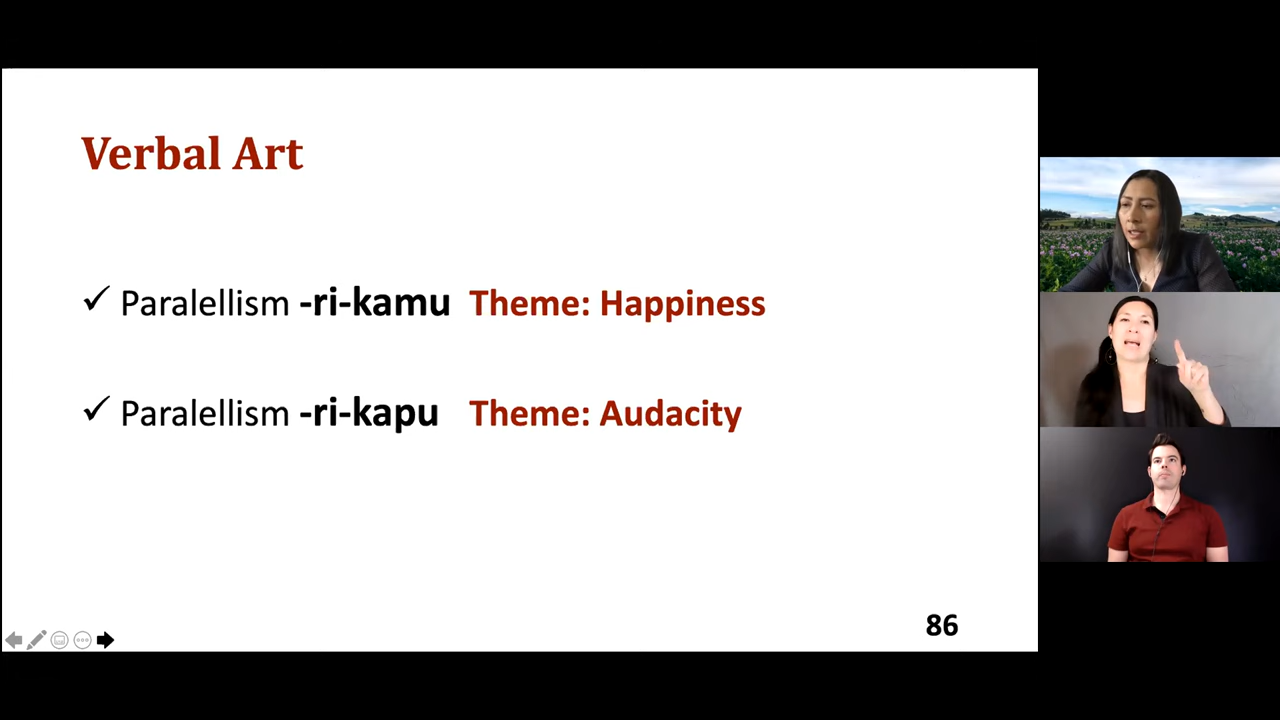 Verbal Art
✓ Paralellism -ri-kamu Theme: Happiness
✓ Paralellism -ri-kapu Theme: Audacity
86